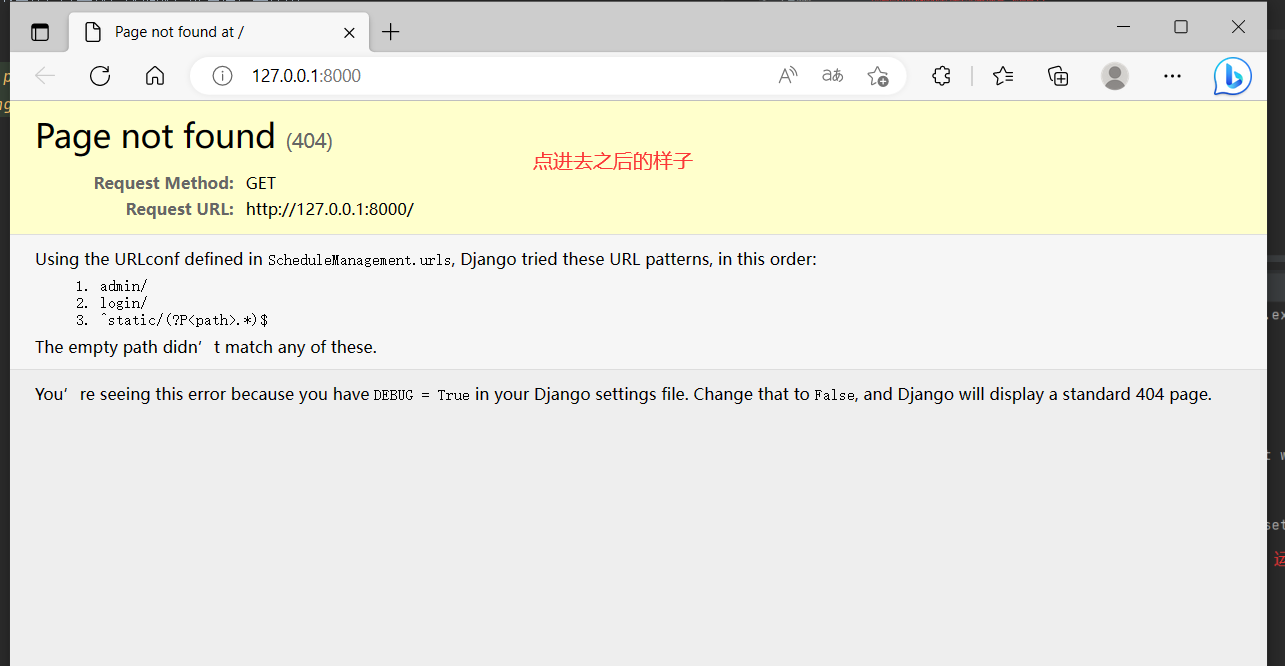 Page not found at /
127.0.0.1:8000
Page not found (404)
点进去之后的样子
Request Method: GET
Request URL: http://127.0.0.1:8000/
Using the URLconf defined in ScheduleManagement.urls, Django tried these URL patterns, in this order:
1. admin/
2. login/
3. ^static/(?P<path>.*)$
The empty path didn’t match any of these.
You’re seeing this error because you have DEBUG = True in your Django settings file. Change that to False, and Django will display a standard 404 page.